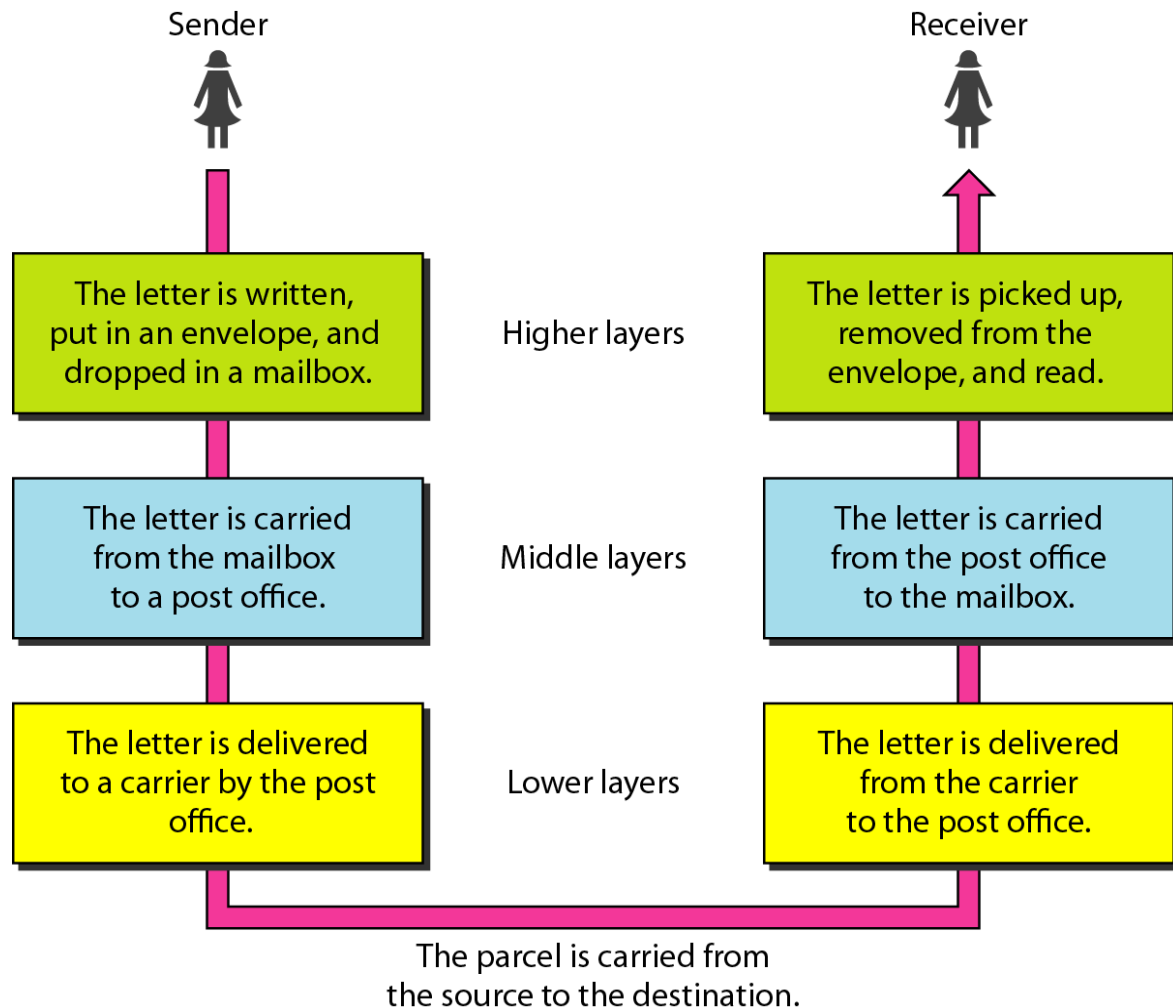 Sender
Receiver
The letter is written,
put in an envelope, and
dropped in a mailbox.
Higher layers
The letter is picked up,
removed from the
envelope, and read.
The letter is carried
from the mailbox
to a post office.
Middle layers
The letter is carried
from the post office
to the mailbox.
The letter is delivered
to a carrier by the post
office.
Lower layers
The letter is delivered
from the carrier
to the post office.
The parcel is carried from
the source to the destination.